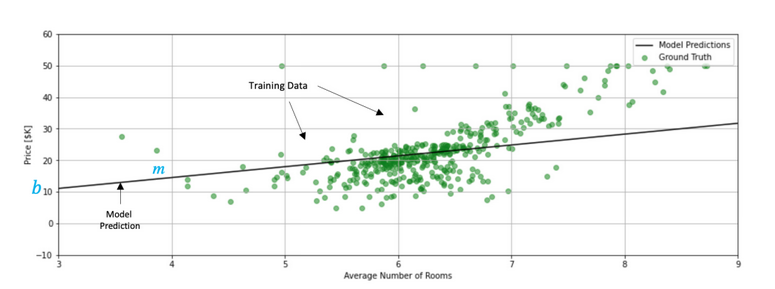 60
50
40
30
20
10
0
−10
Price [$K]
Model Predictions
Ground Truth
Training Data
m
b
Model
Prediction
3 4 5 6 7 8 9
Average Number of Rooms